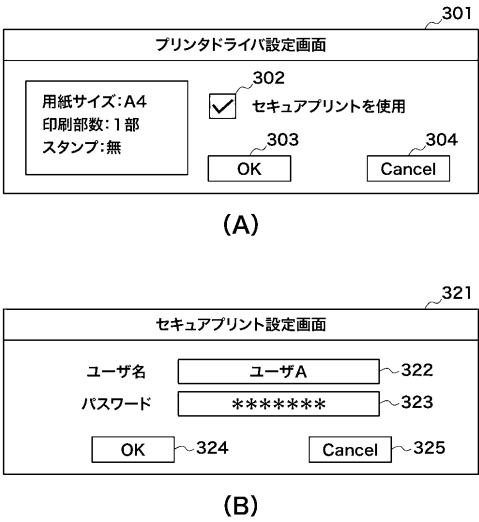 301
プリンタドライバ設定画面
302
用紙サイズ:A4
印刷部数:1部
スタンプ:無
セキュアプリントを使用
303
304
OK
Cancel
(A)
321
セキュアプリント設定画面
ユーザ名
ユーザA
322
パスワード
*******
323
OK
324
Cancel
325
(B)